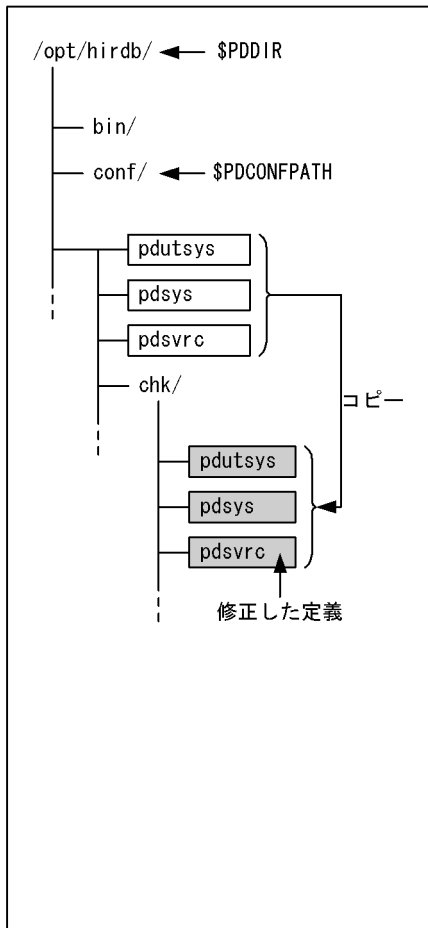 /opt/hirdb/ $PDDIR
bin/
conf/ $PDCONFPATH
pdutsys
pdsys
pdsvrc
chk/
コピー
pdutsys
pdsys
pdsvrc
修正した定義